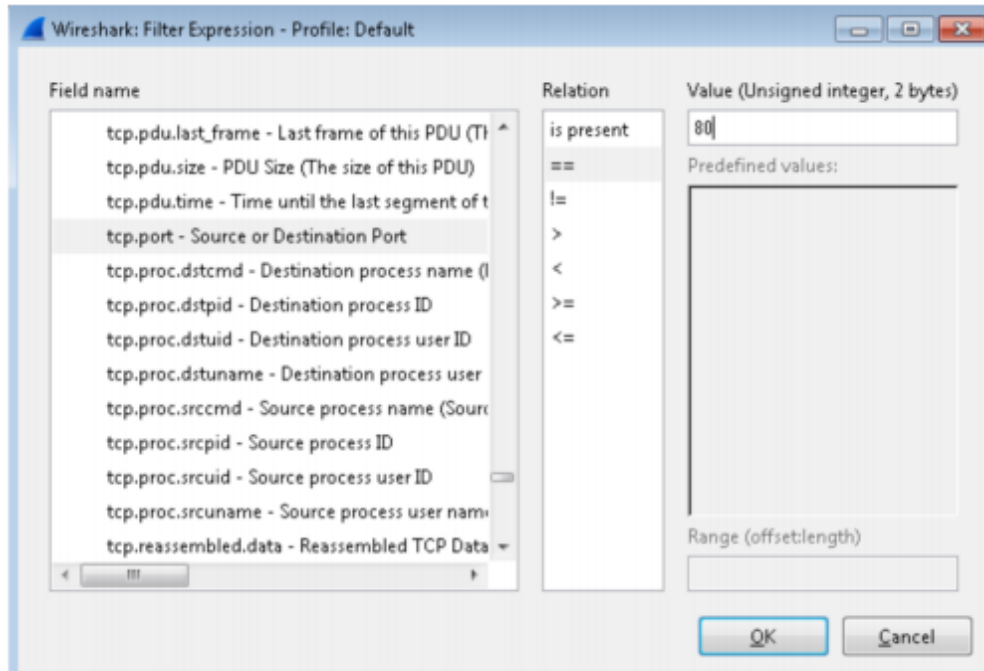 Wireshark: Filter Expression - Profile: Default
Field name
tcp.pdu.last_frame - Last frame of this PDU (Th
tcp.pdu.size - PDU Size (The size of this PDU)
tcp.pdu.time - Time until the last segment of t
tcp.port - Source or Destination Port
tcp.proc.dstcmd - Destination process name (
tcp.proc.dstpid - Destination process ID
tcp.proc.dstuid - Destination process user ID
tcp.proc.dstuname - Destination process user
tcp.proc.srccmd - Source process name (Sourc
tcp.proc.srcpid - Source process ID
tcp.proc.srcuid - Source process user ID
tcp.proc.srcuname - Source process user nam
tcp.reassembled.data - Reassembled TCP Data
Relation
is present
==
!=
>
<
>=
<=
Value (Unsigned integer, 2 bytes)
80
Predefined values:
Range (offset:length)
OK
Cancel